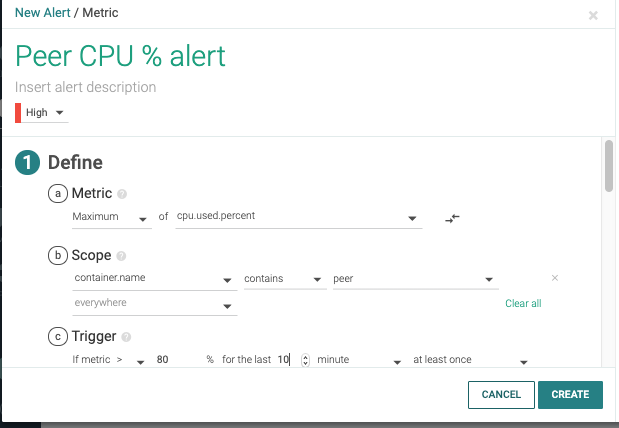 New Alert / Metric ×
Peer CPU % alert
Insert alert description
High
1 Define
a Metric ?
Maximum of cpu.used.percent
b Scope ?
container.name contains peer ×
everywhere Clear all
c Trigger ?
If metric > 80 % for the last 10 minute at least once
CANCEL CREATE